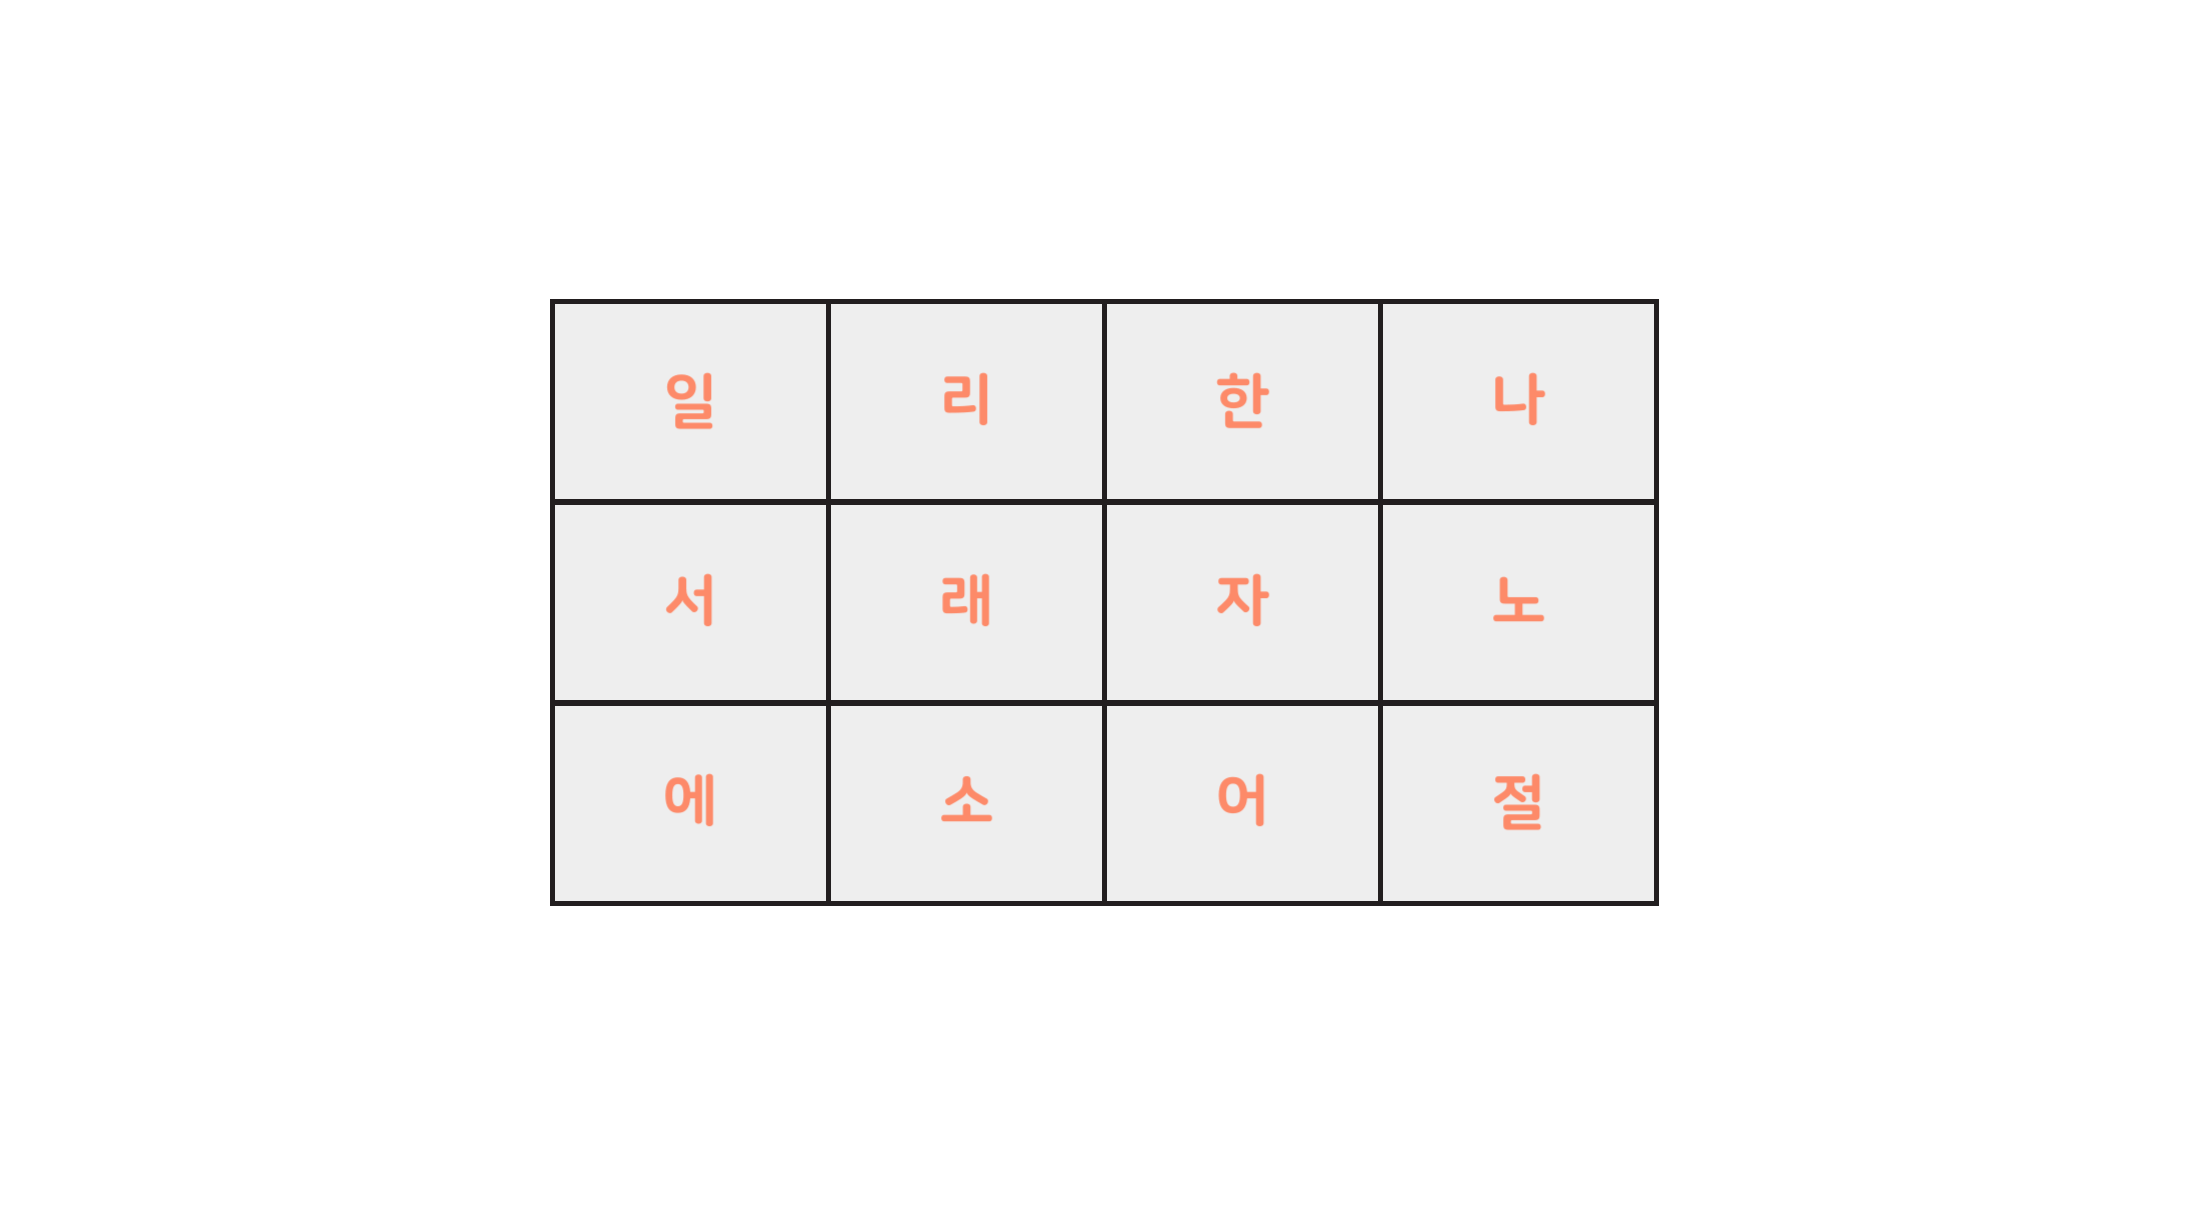 일 리 한 나
서 래 자 노
에 소 어 절